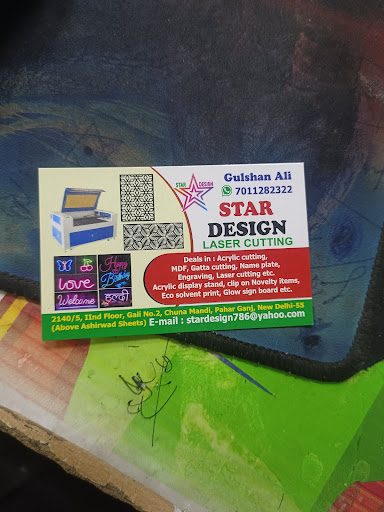 STAR DESIGN
Gulshan Ali
7011282322
STAR
DESIGN
LASER CUTTING
Deals in : Acrylic cutting,
MDF, Gatta cutting, Name plate,
Engraving, Laser cutting etc.
Acrylic display stand, clip on Novelty items,
Eco solvent print, Glow sign board etc.
Happy
Birthday
Love
Welcome
हल्दी
2140/5, IInd Floor, Gali No.2, Chuna Mandi, Pahar Ganj, New Delhi-55
(Above Ashirwad Sheets) E-mail : stardesign786@yahoo.com